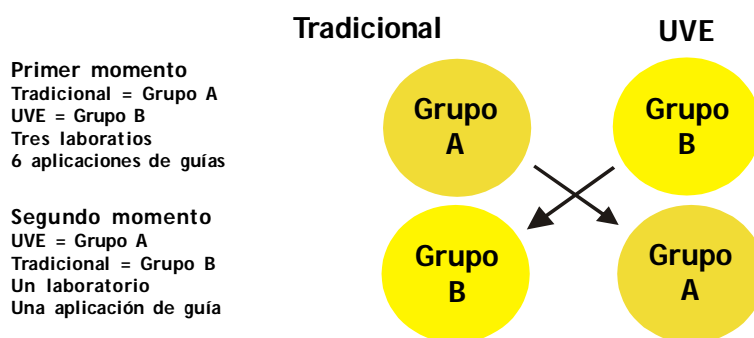 Tradicional UVE
Primer momento
Tradicional = Grupo A
UVE = Grupo B
Tres laboratios
6 aplicaciones de guías
Grupo
A
Grupo
B
Segundo momento
UVE = Grupo A
Tradicional = Grupo B
Un laboratorio
Una aplicación de guía
Grupo
B
Grupo
A